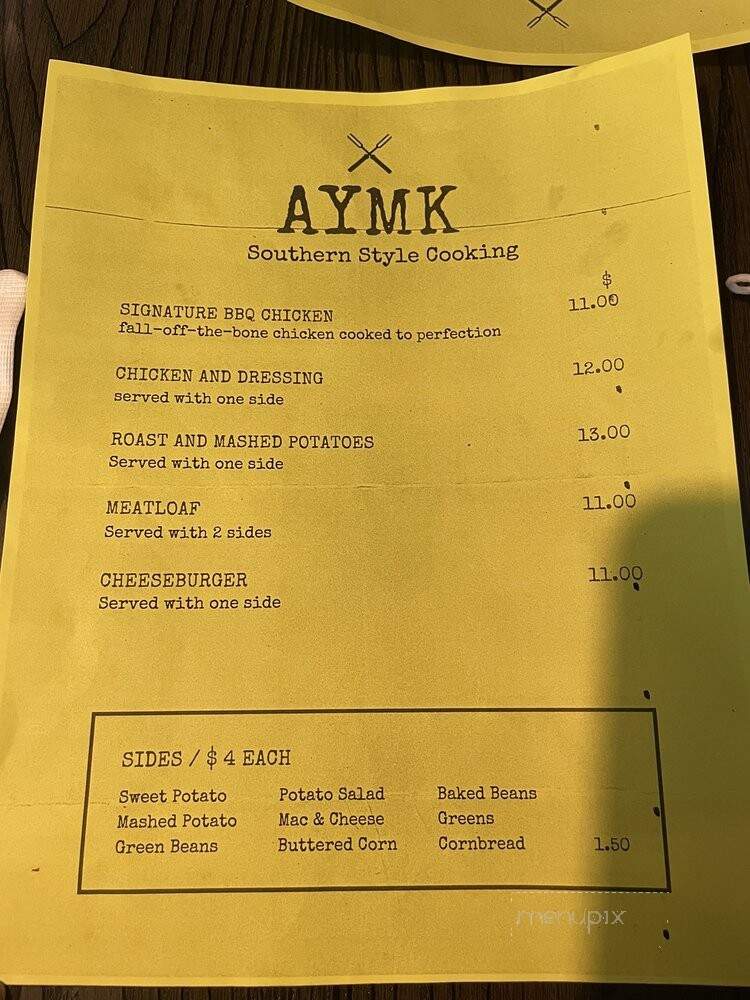 AYMK
Southern Style Cooking
$
SIGNATURE BBQ CHICKEN 11.00
fall-off-the-bone chicken cooked to perfection
CHICKEN AND DRESSING 12.00
served with one side
ROAST AND MASHED POTATOES 13.00
Served with one side
MEATLOAF 11.00
Served with 2 sides
CHEESEBURGER 11.00
Served with one side
SIDES / $ 4 EACH
Sweet Potato Potato Salad Baked Beans
Mashed Potato Mac & Cheese Greens
Green Beans Buttered Corn Cornbread 1.50
menupix